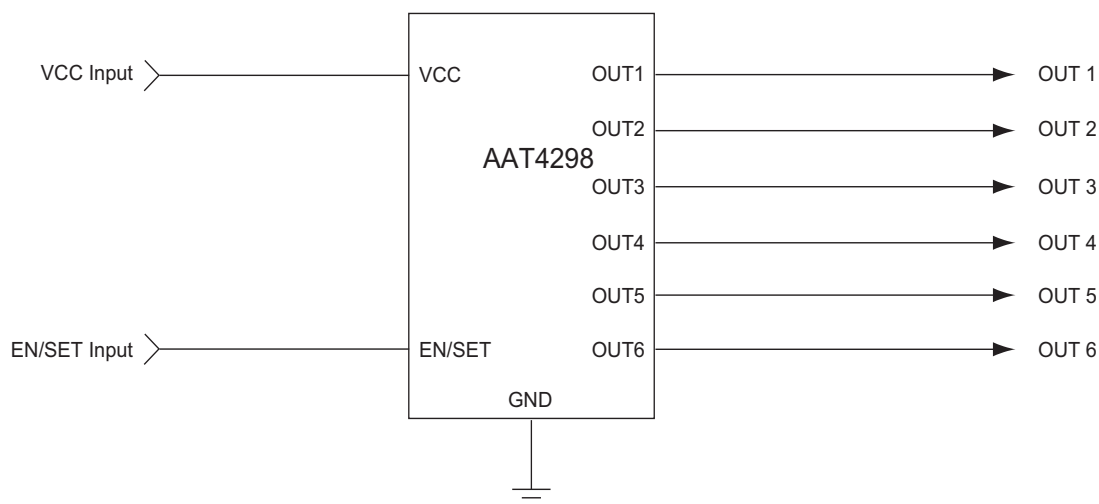 VCC Input
VCC
OUT1
OUT 1
OUT2
OUT 2
AAT4298
OUT3
OUT 3
OUT4
OUT 4
OUT5
OUT 5
EN/SET Input
EN/SET
OUT6
OUT 6
GND